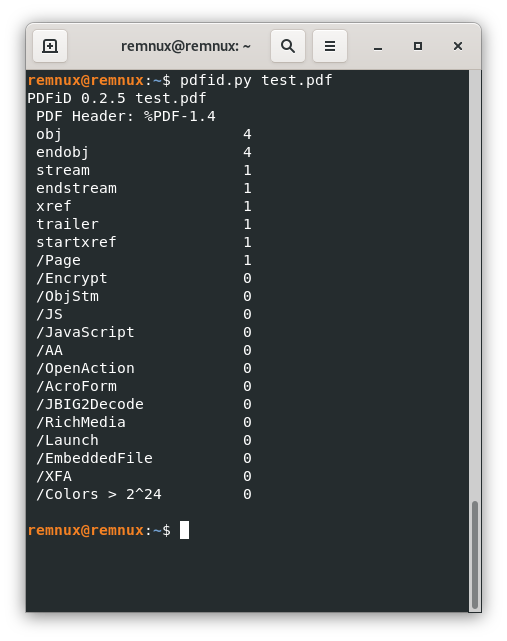 remnux@remnux: ~
remnux@remnux:~$ pdfid.py test.pdf
PDFiD 0.2.5 test.pdf
PDF Header: %PDF-1.4
obj 4
endobj 4
stream 1
endstream 1
xref 1
trailer 1
startxref 1
/Page 1
/Encrypt 0
/ObjStm 0
/JS 0
/JavaScript 0
/AA 0
/OpenAction 0
/AcroForm 0
/JBIG2Decode 0
/RichMedia 0
/Launch 0
/EmbeddedFile 0
/XFA 0
/Colors > 2^24 0
remnux@remnux:~$